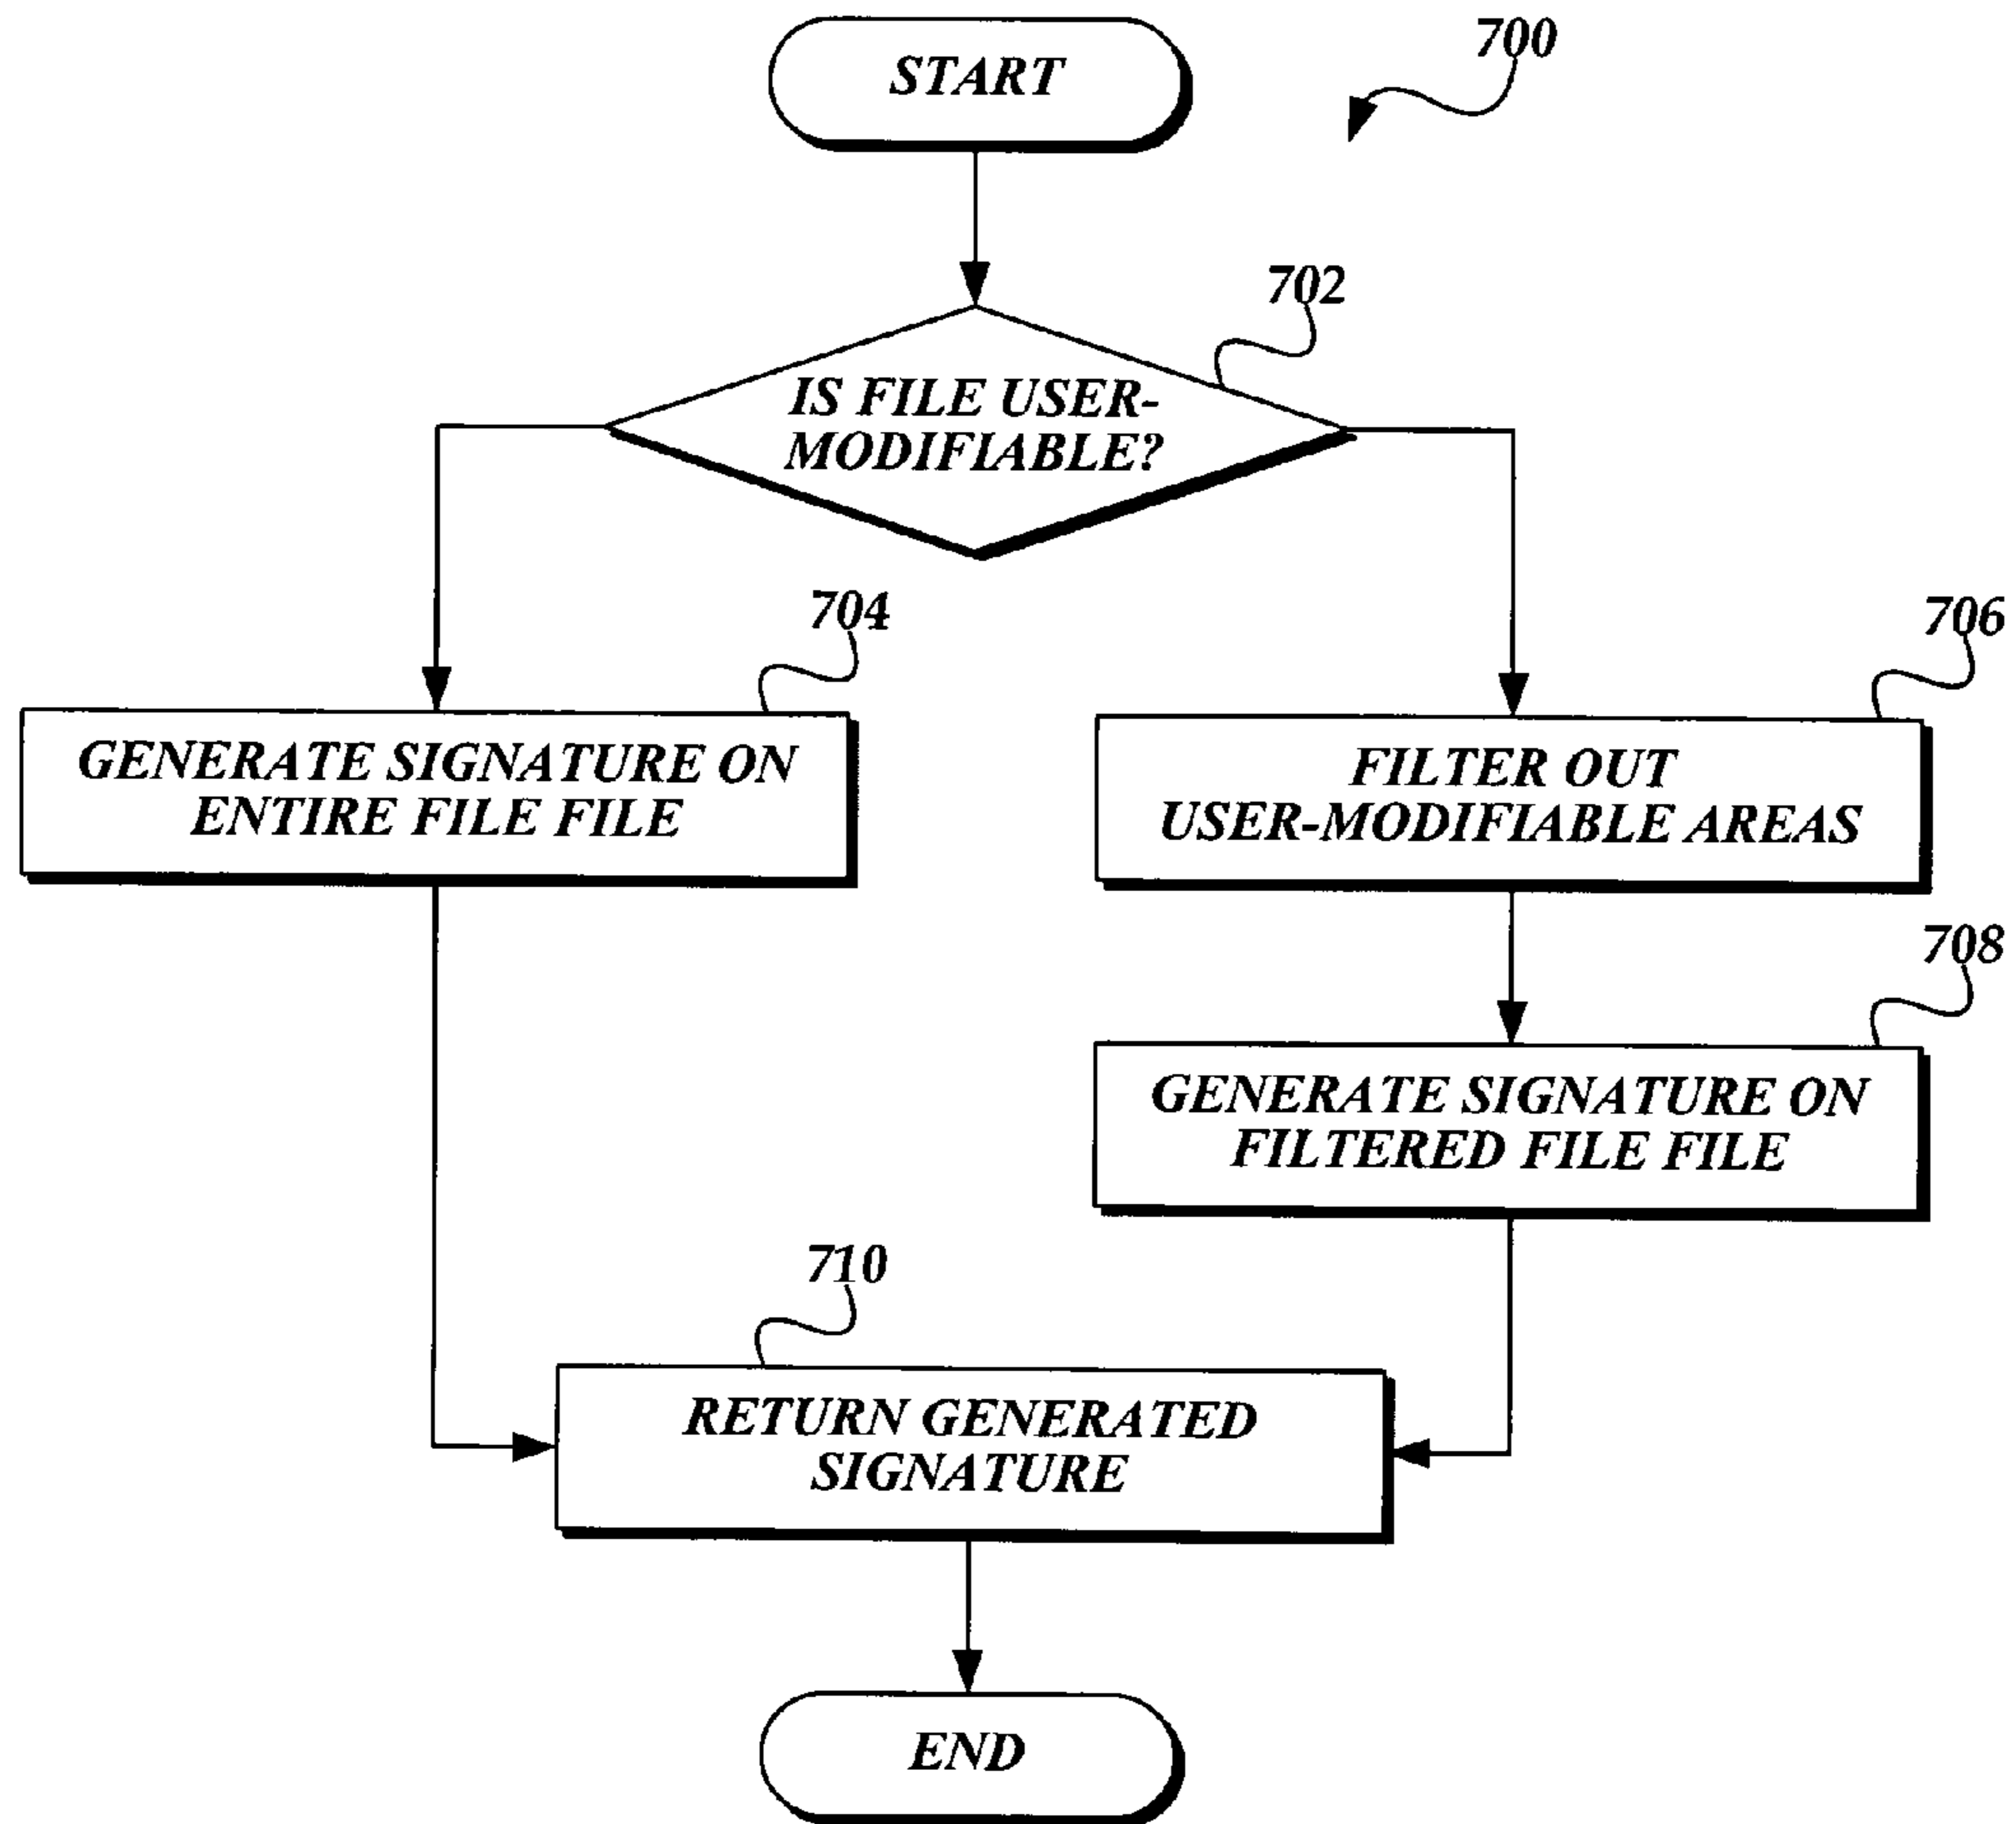 START
700
702
IS FILE USER-
MODIFIABLE?
704
GENERATE SIGNATURE ON
ENTIRE FILE FILE
706
FILTER OUT
USER-MODIFIABLE AREAS
708
GENERATE SIGNATURE ON
FILTERED FILE FILE
710
RETURN GENERATED
SIGNATURE
END